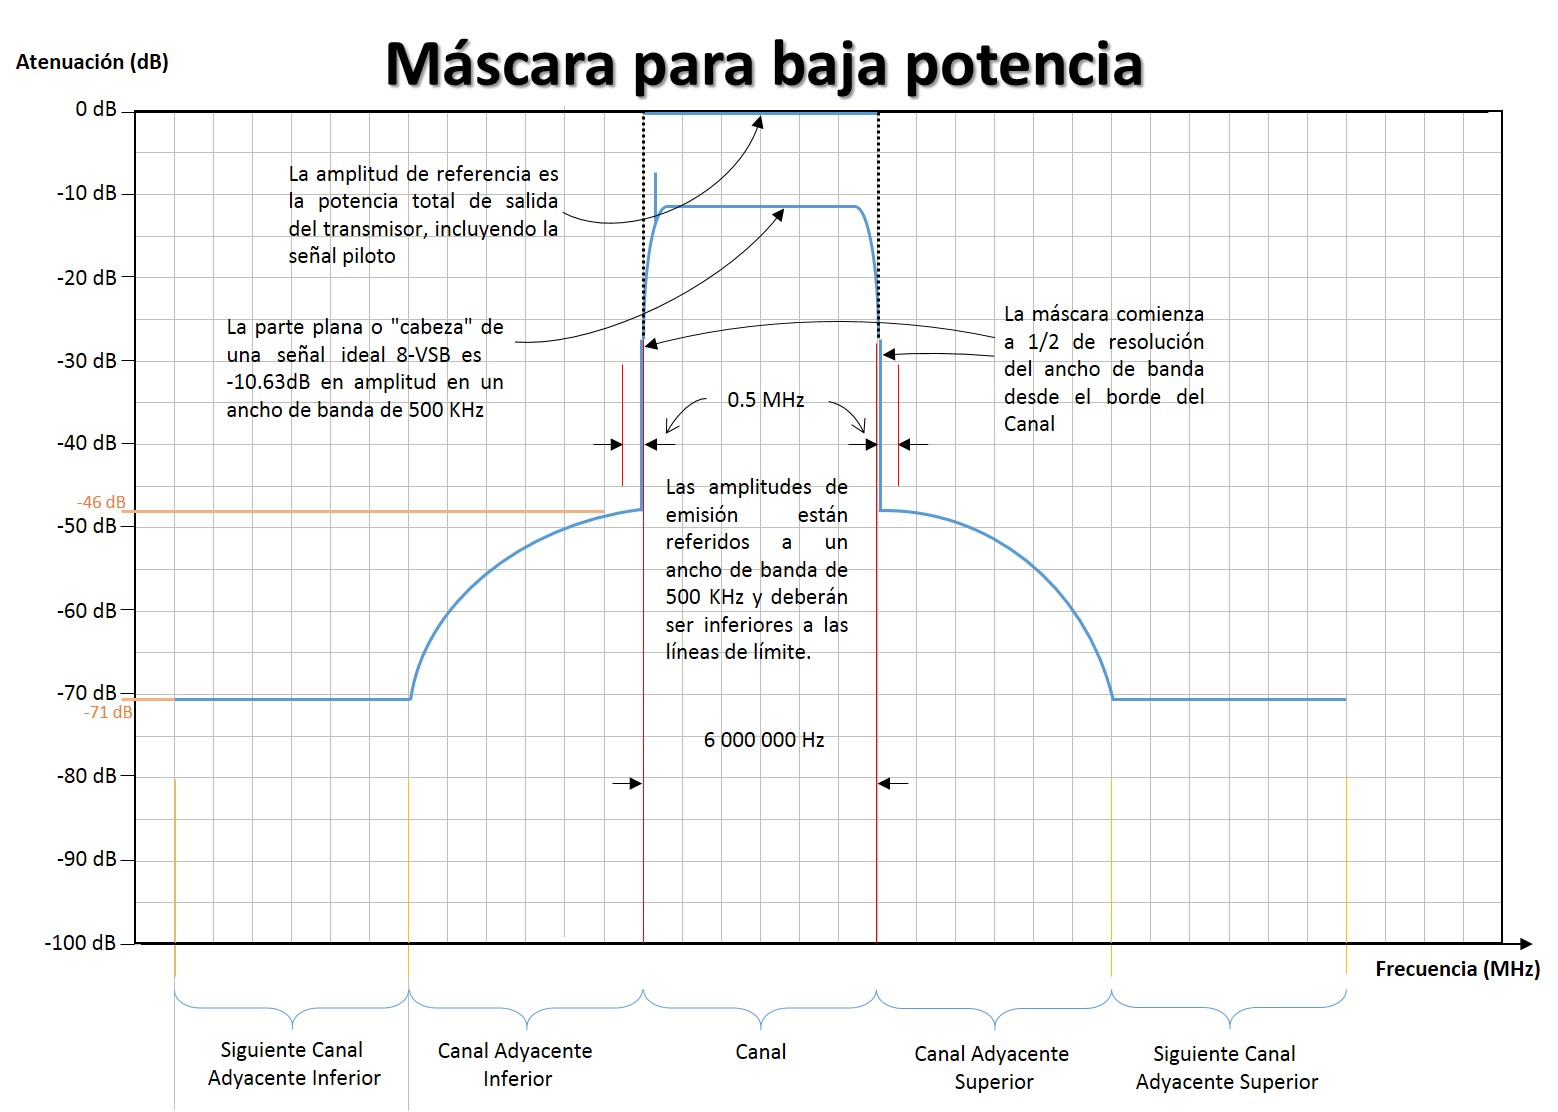 Máscara para baja potencia
Atenuación (dB)
0 dB
-10 dB
-20 dB
-30 dB
-40 dB
-46 dB
-50 dB
-60 dB
-70 dB
-71 dB
-80 dB
-90 dB
-100 dB
La amplitud de referencia es
la potencia total de salida
del transmisor, incluyendo la
señal piloto
La parte plana o "cabeza" de
una señal ideal 8-VSB es
-10.63dB en amplitud en un
ancho de banda de 500 KHz
La máscara comienza
a 1/2 de resolución
del ancho de banda
desde el borde del
Canal
0.5 MHz
Las amplitudes de
emisión están
referidos a un
ancho de banda de
500 KHz y deberán
ser inferiores a las
líneas de límite.
6 000 000 Hz
Frecuencia (MHz)
Siguiente Canal
Adyacente Inferior
Canal Adyacente
Inferior
Canal
Canal Adyacente
Superior
Siguiente Canal
Adyacente Superior